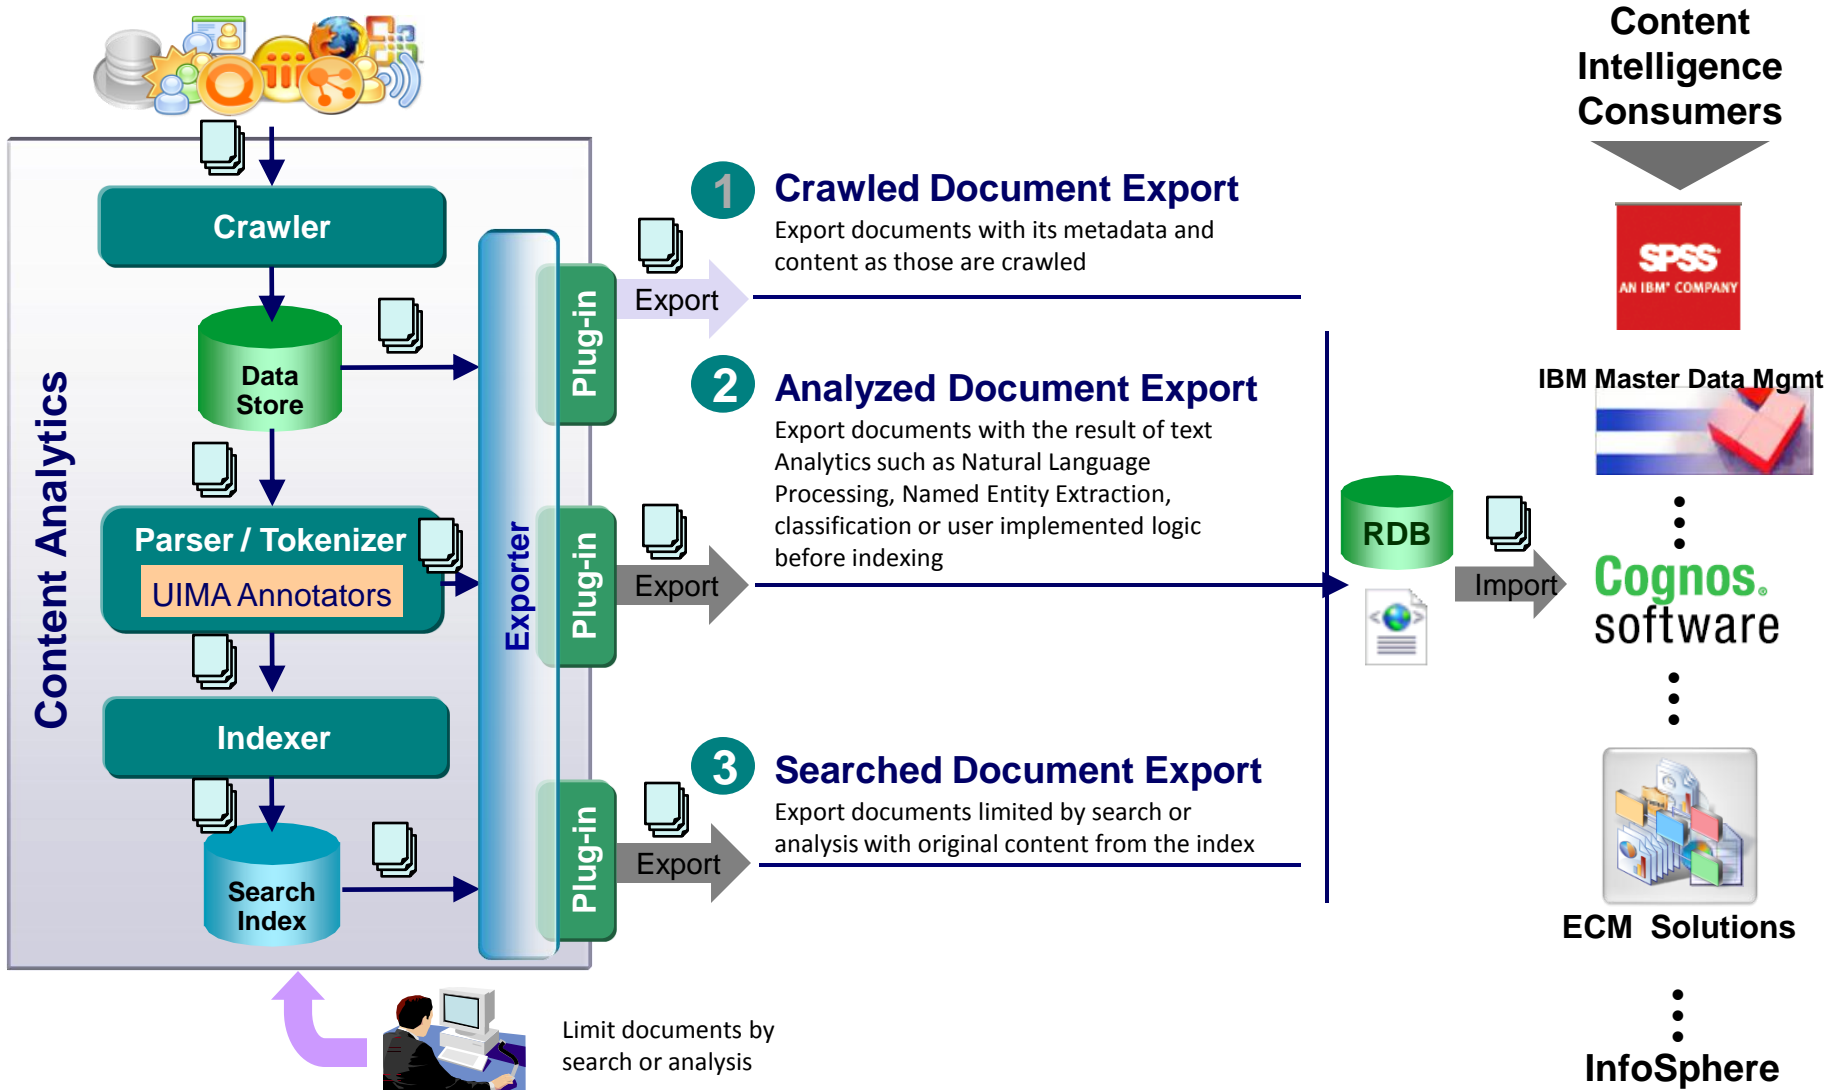 Content
Intelligence
Consumers
Content Analytics
Crawler
Data
Store
Parser / Tokenizer
UIMA Annotators
Indexer
Search
Index
Exporter
Plug-in
Export
1
Crawled Document Export
Export documents with its metadata and
content as those are crawled
Plug-in
Export
2
Analyzed Document Export
Export documents with the result of text
Analytics such as Natural Language
Processing, Named Entity Extraction,
classification or user implemented logic
before indexing
Plug-in
Export
3
Searched Document Export
Export documents limited by search or
analysis with original content from the index
Limit documents by
search or analysis
RDB
Import
SPSS
AN IBM® COMPANY
IBM Master Data Mgmt
Cognos®
software
ECM Solutions
InfoSphere